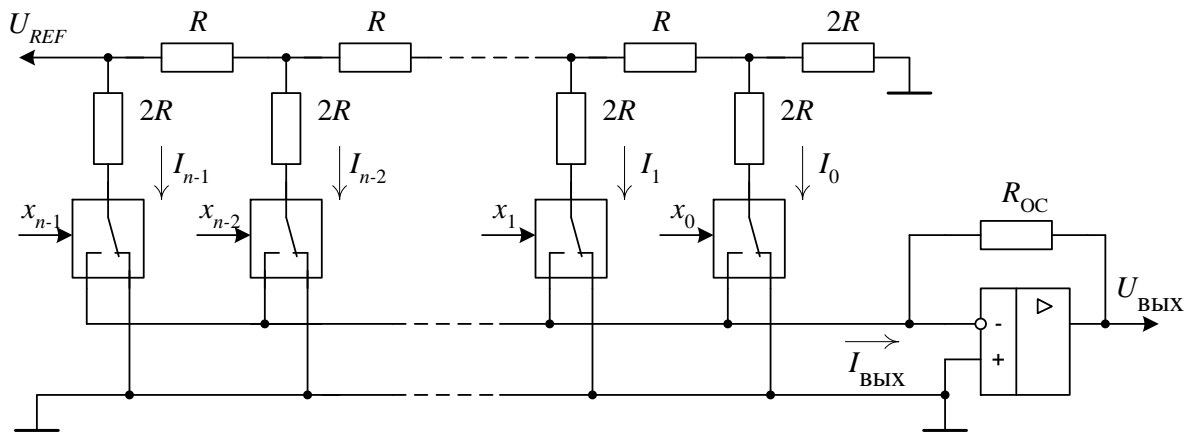 U_REF R R R 2R
2R 2R 2R 2R
I_n-1 I_n-2 I_1 I_0
x_n-1 x_n-2 x_1 x_0 R_ОС
U_ВЫХ
-
+
I_ВЫХ